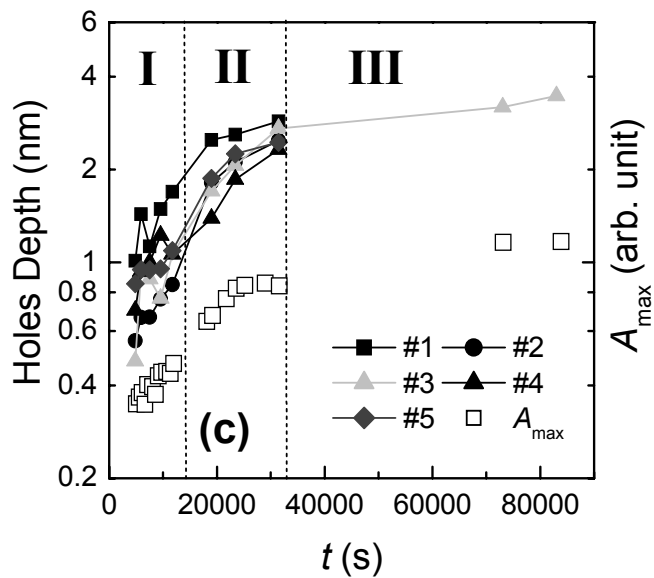 6
4
2
1
0.8
0.6
0.4
0.2
Holes Depth (nm)
I II III
#1 #2
#3 #4
#5 A max
(c)
0 20000 40000 60000 80000
t (s)
A max (arb. unit)